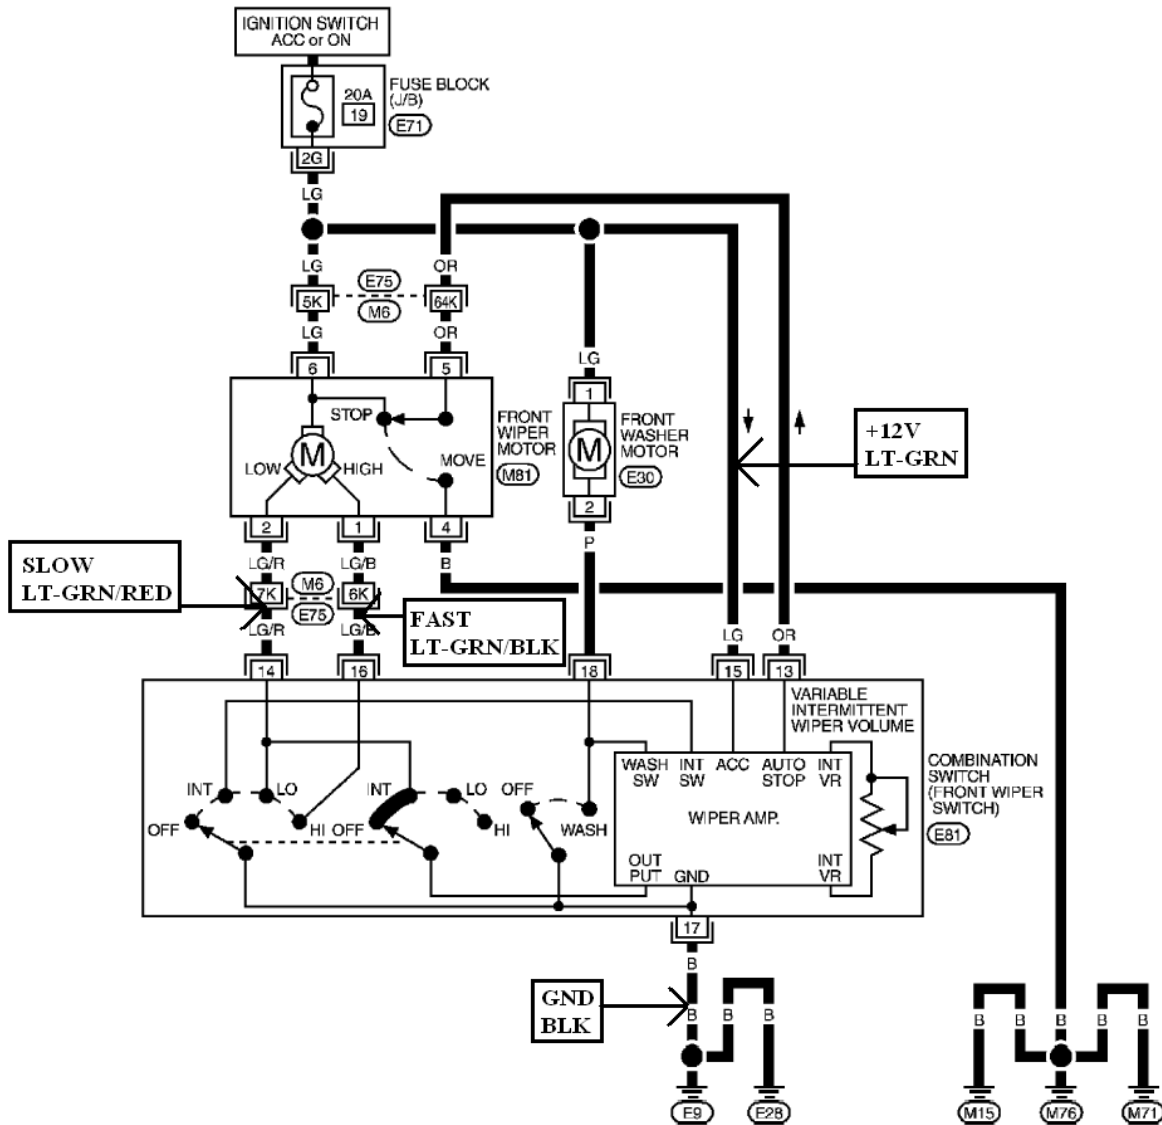 IGNITION SWITCH
ACC or ON
20A
19
FUSE BLOCK
(J/B)
E71
2G
LG
LG
OR
5K
E75
M6
64K
LG
OR
6
5
LG
1
STOP
M
LOW
HIGH
MOVE
FRONT
WIPER
MOTOR
M81
M
FRONT
WASHER
MOTOR
E30
+12V
LT-GRN
2
1
4
2
SLOW
LT-GRN/RED
LG/R
LG/B
B
P
7K
M6
E75
6K
FAST
LT-GRN/BLK
LG/R
LG/B
LG
OR
14
16
18
15
13
VARIABLE
INTERMITTENT
WIPER VOLUME
WASH
SW
INT
SW
ACC
AUTO
STOP
INT
VR
COMBINATION
SWITCH
(FRONT WIPER
SWITCH)
E81
INT
LO
OFF
HI
INT
LO
OFF
HI
OFF
WASH
WIPER AMP.
OUT
PUT
GND
INT
VR
17
B
GND
BLK
B
B
B
B
B
B
B
B
E9
E28
M15
M76
M71